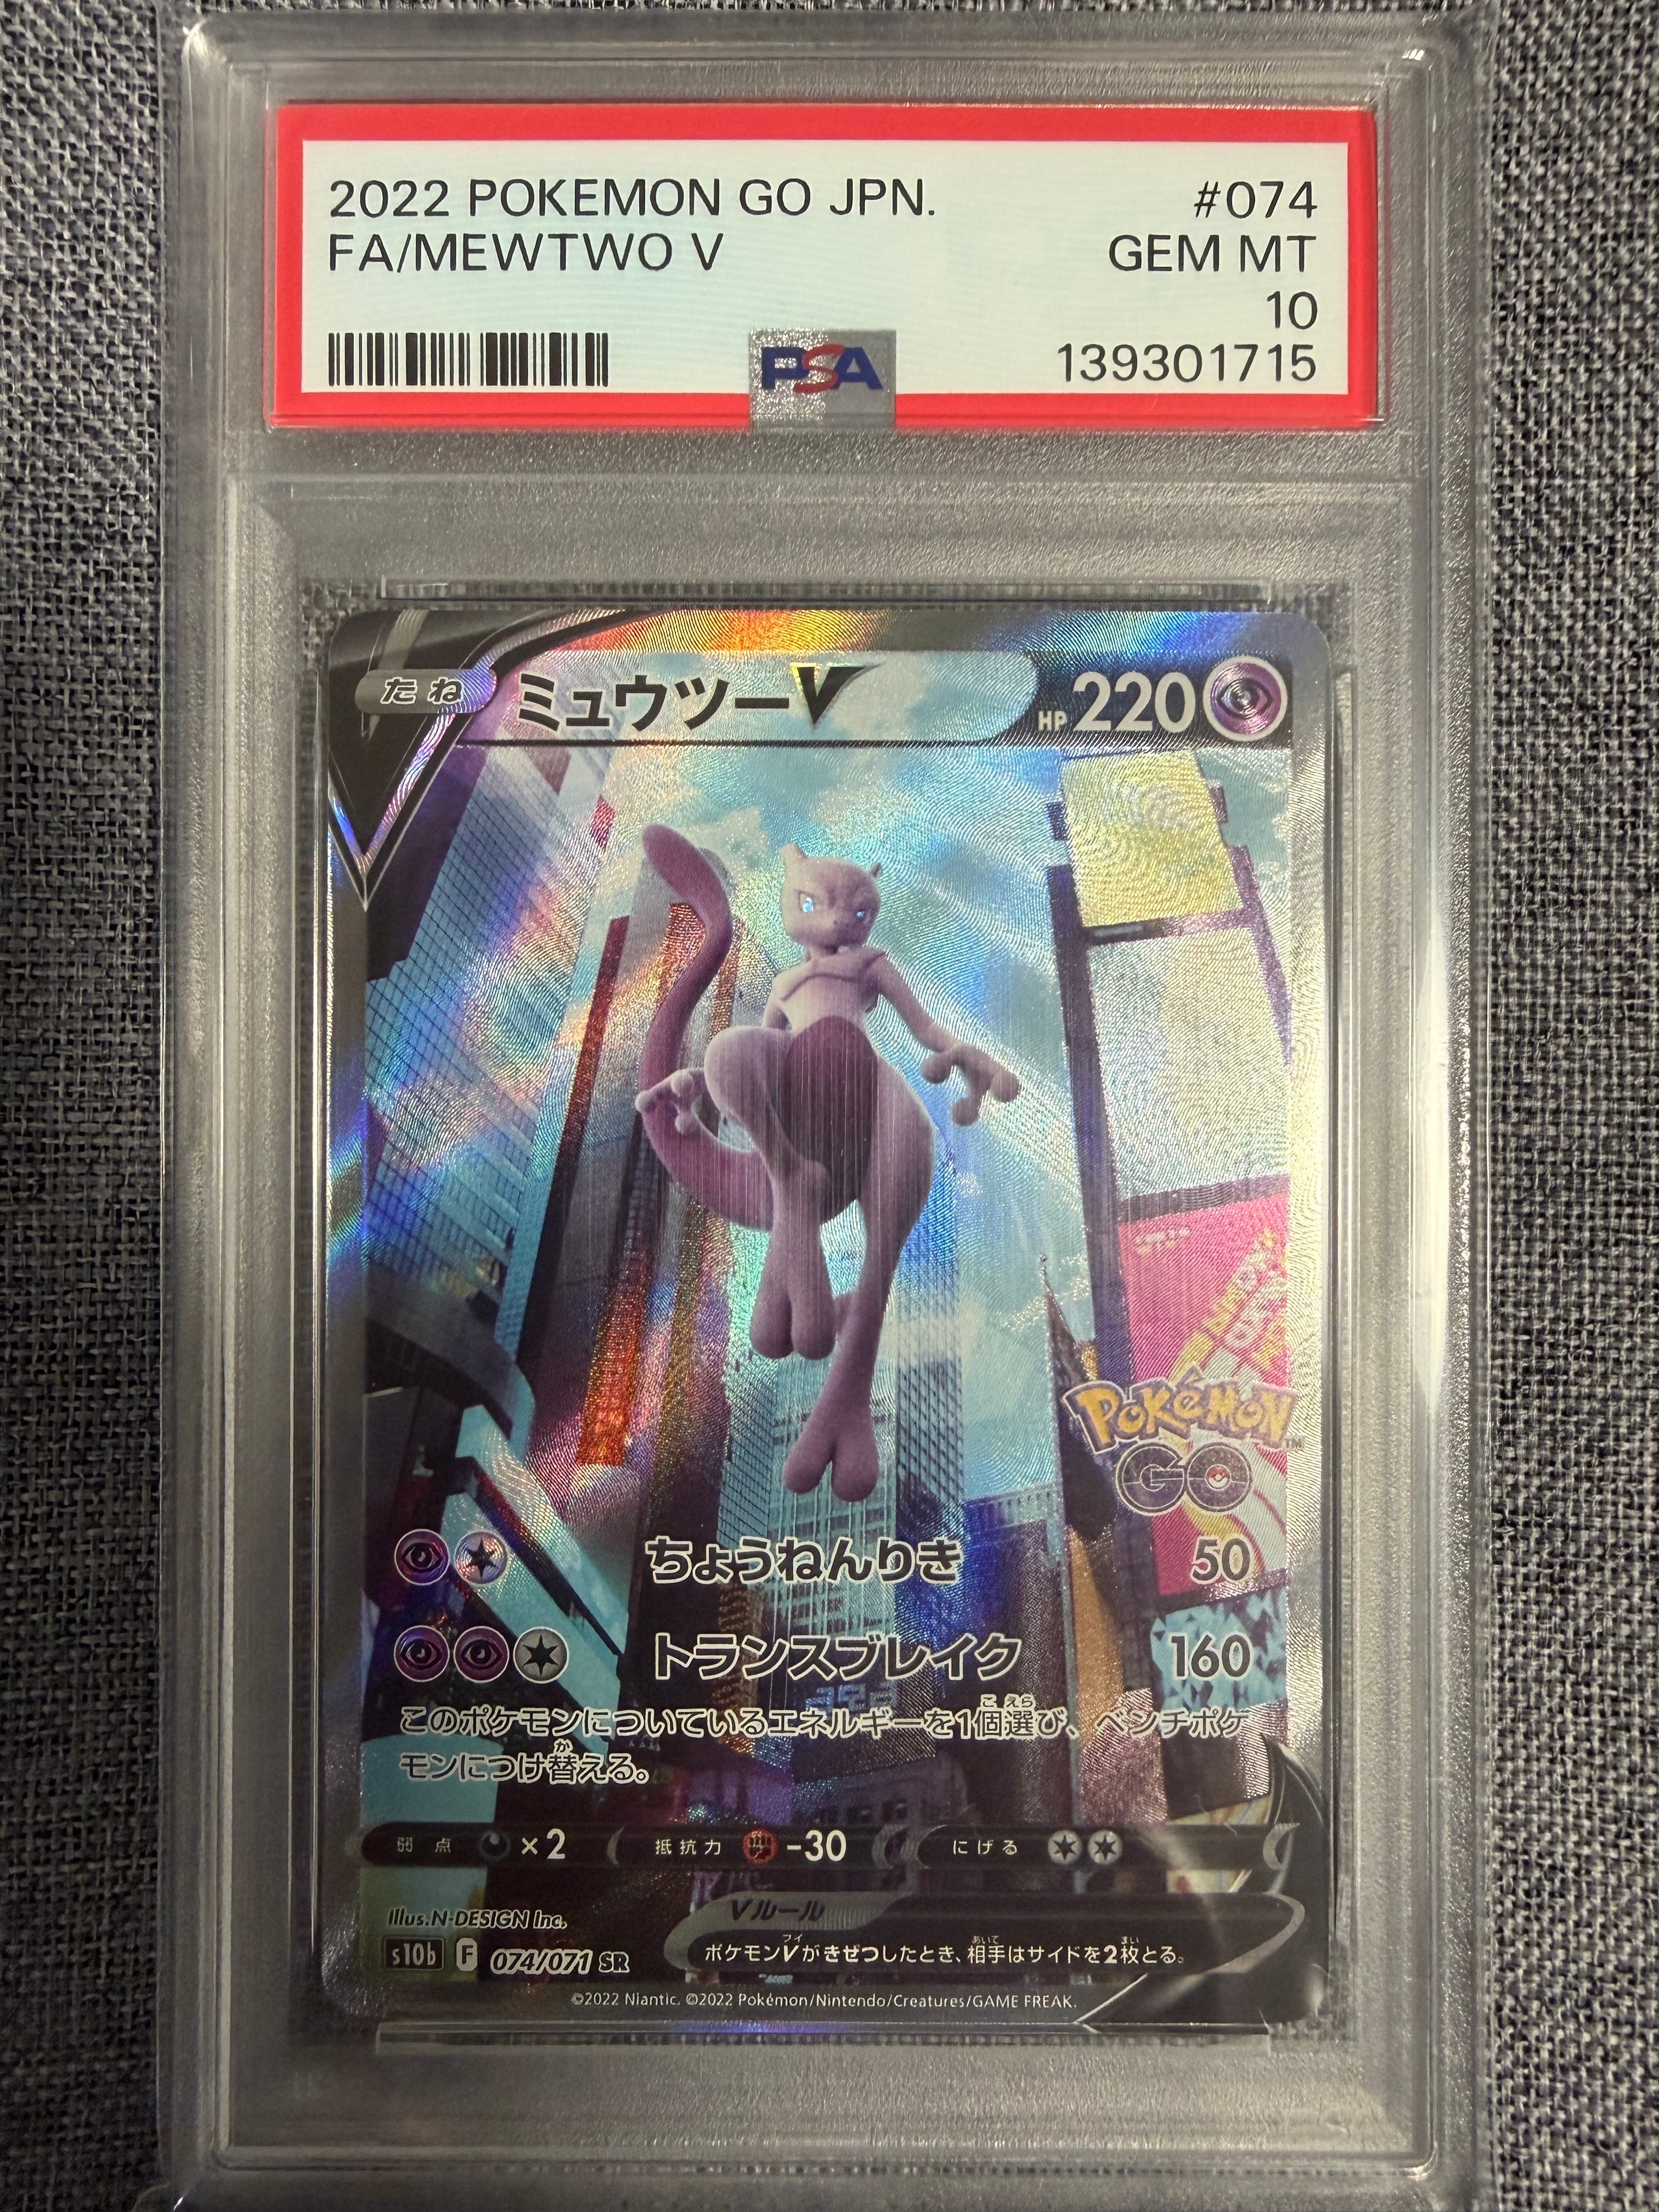 2022 POKEMON GO JPN. #074
FA/MEWTWO V GEM MT
10
PSA 139301715
たね ミュウツーV HP 220
POKÉMON™
GO
ちょうねんりき 50
トランスブレイク 160
このポケモンについているエネルギーを1個選び、ベンチポケ
モンにつけ替える。
弱点 ×2 抵抗力 -30 にげる
Illus.N-DESIGN Inc. Vルール
s10b F 074/071 SR ポケモンVがきぜつしたとき、相手はサイドを2枚とる。
©2022 Niantic. ©2022 Pokémon/Nintendo/Creatures/GAME FREAK.